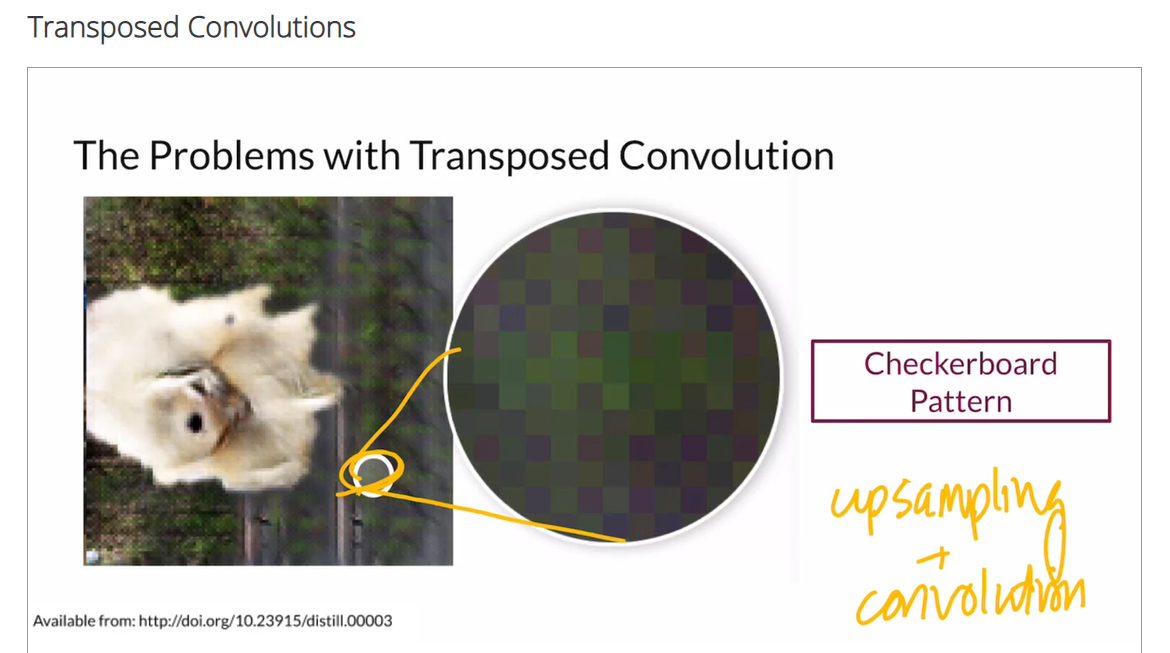 Transposed Convolutions
The Problems with Transposed Convolution
Checkerboard
Pattern
upsampling
+
convolution
Available from: http://doi.org/10.23915/distill.00003